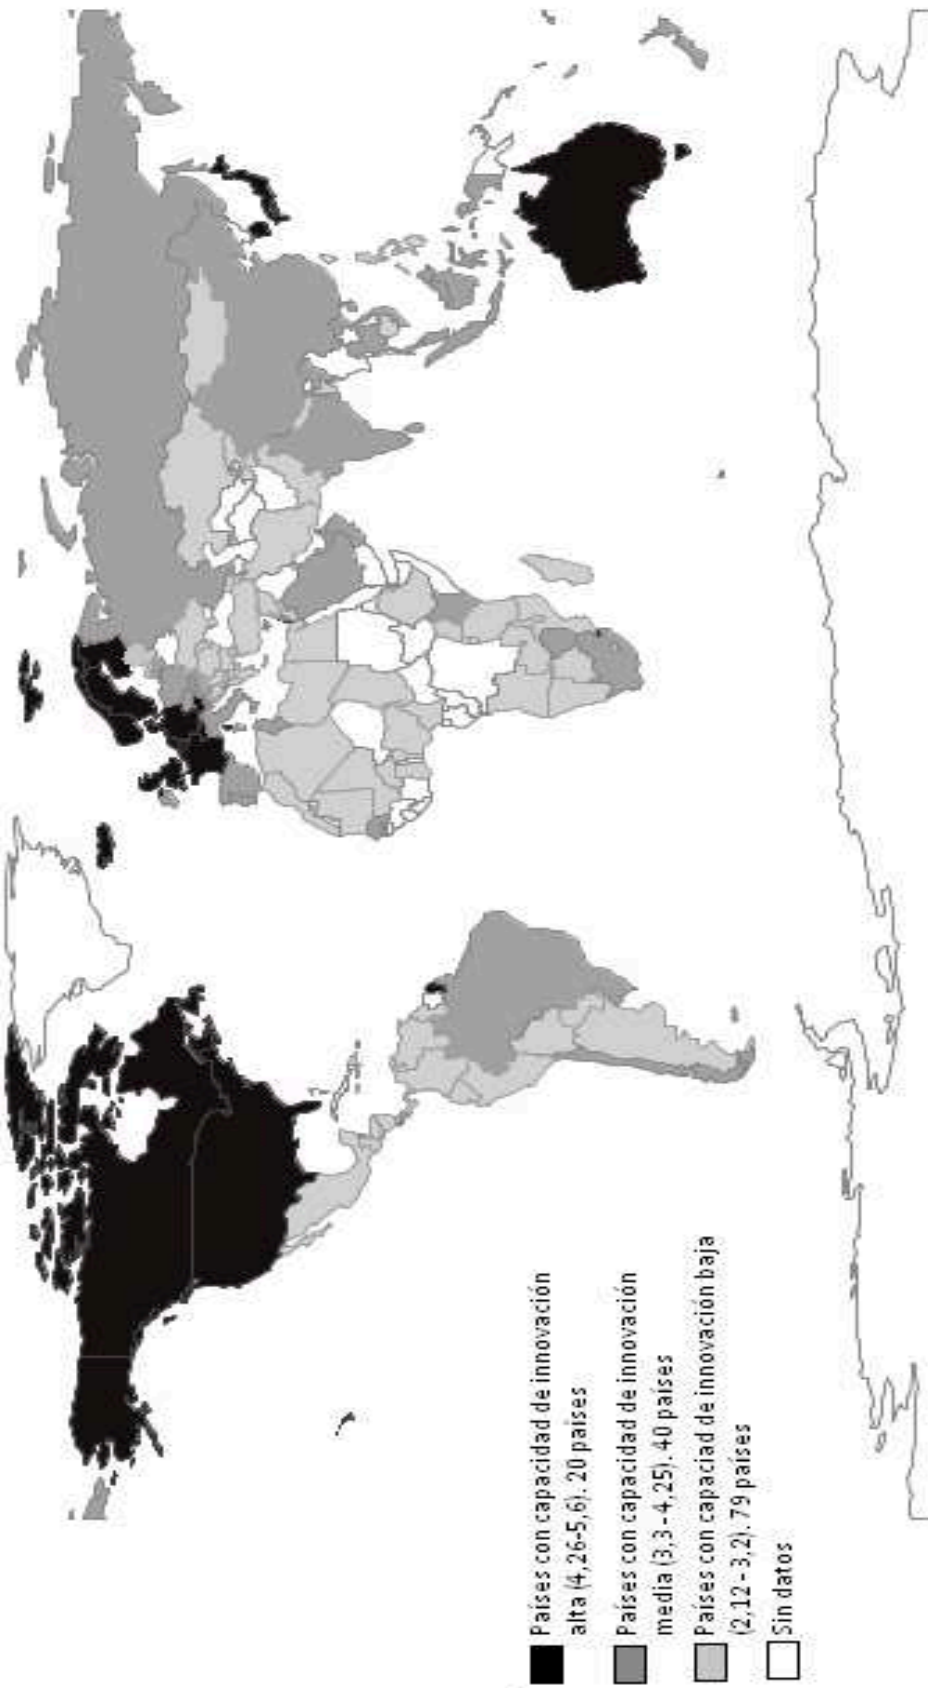 Países con capacidad de innovación
alta (4,26-5,6). 20 países
Países con capacidad de innovación
media (3,3 - 4,25). 40 países
Países con capaciad de innovación baja
(2,12 - 3,2). 79 países
Sin datos